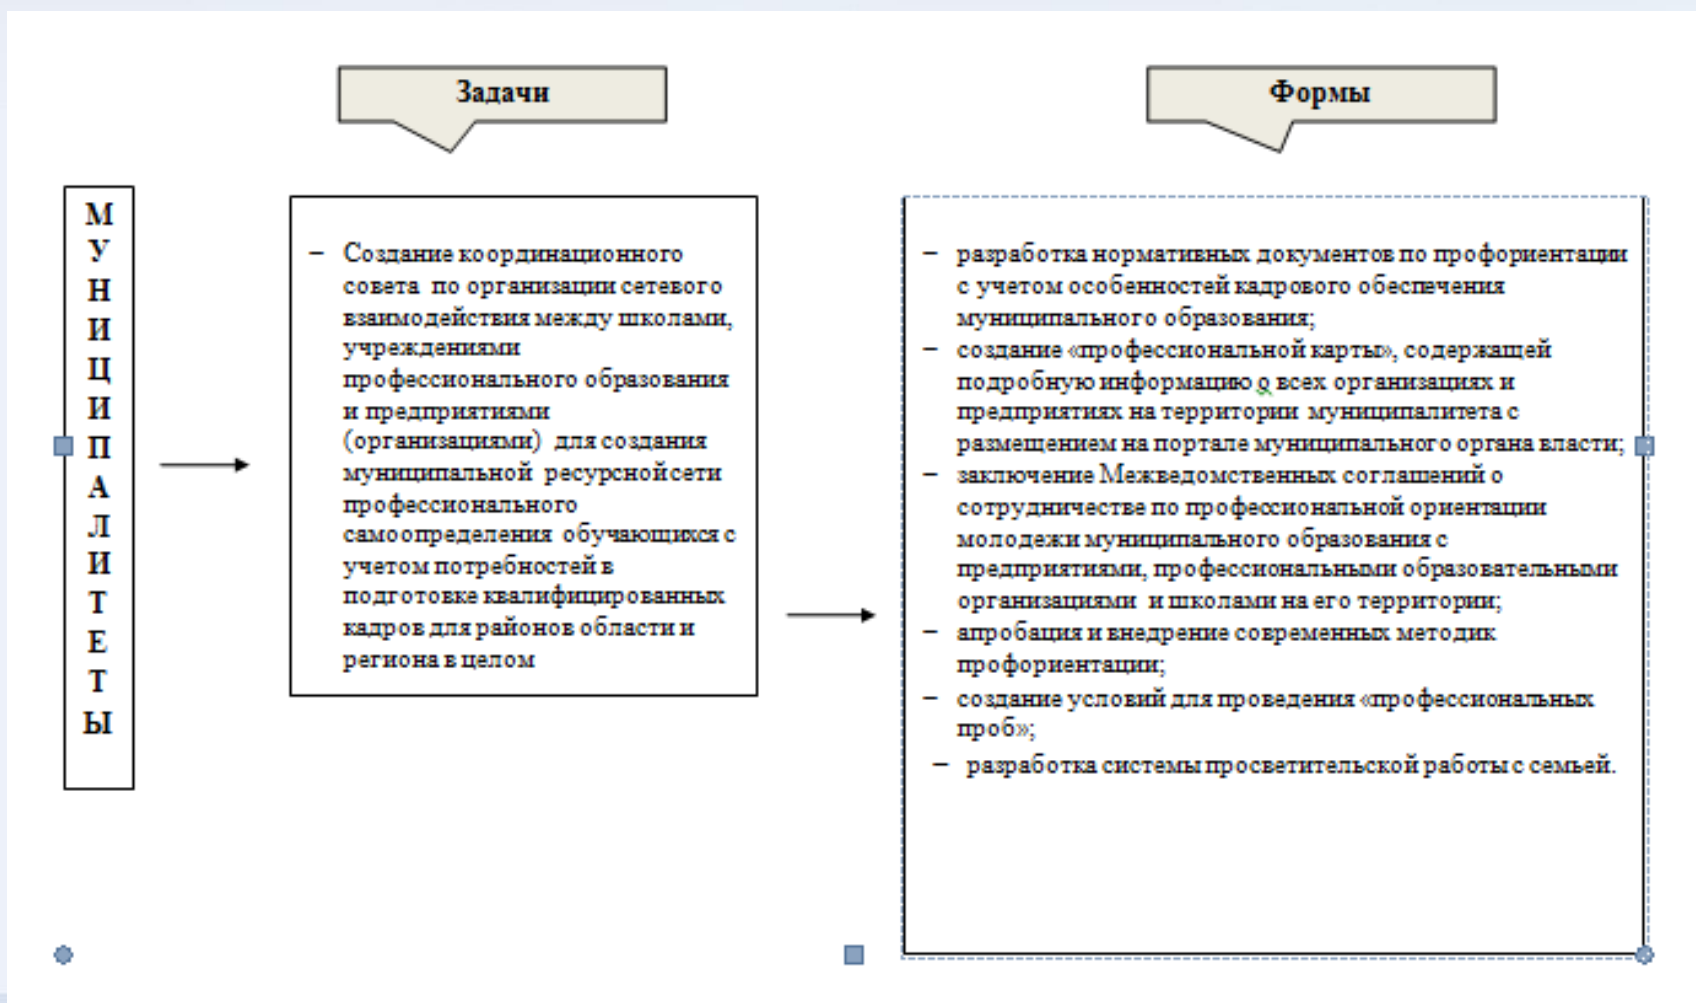 Задачи
Формы
МУНИЦИПАЛИТЕТЫ
– Создание координационного
совета по организации сетевого
взаимодействия между школами,
учреждениями
профессионального образования
и предприятиями
(организациями) для создания
муниципальной ресурсной сети
профессионального
самоопределения обучающихся с
учетом потребностей в
подготовке квалифицированных
кадров для районов области и
региона в целом
– разработка нормативных документов по профориентации
с учетом особенностей кадрового обеспечения
муниципального образования;
– создание «профессиональной карты», содержащей
подробную информацию о всех организациях и
предприятиях на территории муниципалитета с
размещением на портале муниципального органа власти;
– заключение Межведомственных соглашений о
сотрудничестве по профессиональной ориентации
молодежи муниципального образования с
предприятиями, профессиональными образовательными
организациями и школами на его территории;
– апробация и внедрение современных методик
профориентации;
– создание условий для проведения «профессиональных
проб»;
– разработка системы просветительской работы с семьей.